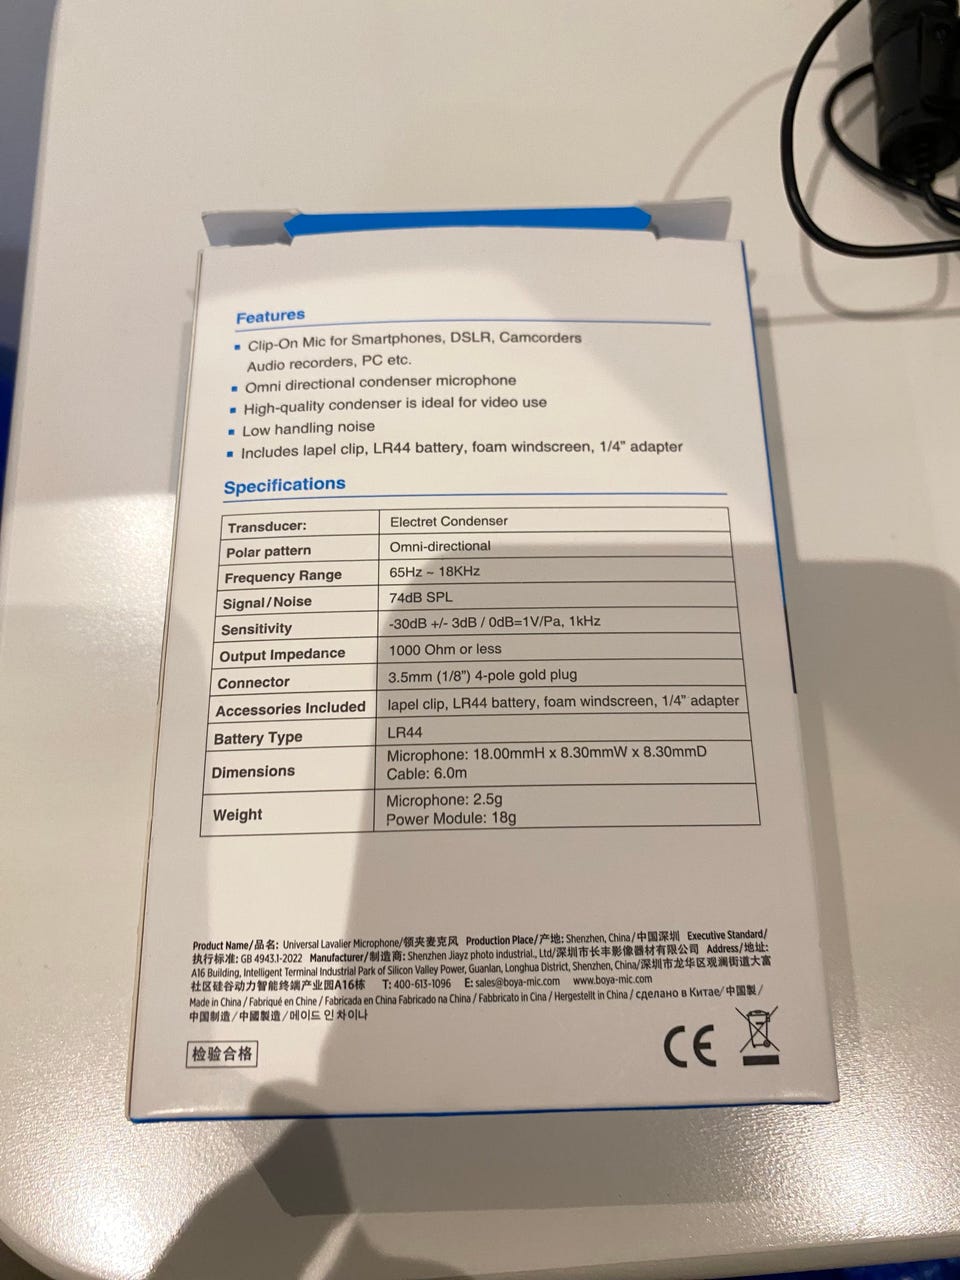 Features
▪ Clip-On Mic for Smartphones, DSLR, Camcorders
Audio recorders, PC etc.
▪ Omni directional condenser microphone
▪ High-quality condenser is ideal for video use
▪ Low handling noise
▪ Includes lapel clip, LR44 battery, foam windscreen, 1/4" adapter
Specifications
Transducer: Electret Condenser
Polar pattern Omni-directional
Frequency Range 65Hz ~ 18KHz
Signal/Noise 74dB SPL
Sensitivity -30dB +/- 3dB / 0dB=1V/Pa, 1kHz
Output Impedance 1000 Ohm or less
Connector 3.5mm (1/8") 4-pole gold plug
Accessories Included lapel clip, LR44 battery, foam windscreen, 1/4" adapter
Battery Type LR44
Dimensions Microphone: 18.00mmH x 8.30mmW x 8.30mmD
Cable: 6.0m
Weight Microphone: 2.5g
Power Module: 18g
Product Name/品名: Universal Lavalier Microphone/领夹麦克风 Production Place/产地: Shenzhen, China/中国深圳 Executive Standard/
执行标准: GB 4943.1-2022 Manufacturer/制造商: Shenzhen Jiayz photo industrial., Ltd/深圳市长丰影像器材有限公司 Address/地址:
A16 Building, Intelligent Terminal Industrial Park of Silicon Valley Power, Guanlan, Longhua District, Shenzhen, China/深圳市龙华区观澜街道大富
社区硅谷动力智能终端产业园A16栋 T: 400-613-1096 E: sales@boya-mic.com www.boya-mic.com
Made in China / Fabriqué en Chine / Fabricada en China Fabricado na China / Fabbricato in Cina / Hergestellt in China / сделано в Китае/ 中国製/
中国制造/中國製造/메이드 인 차이나
检验合格
CE